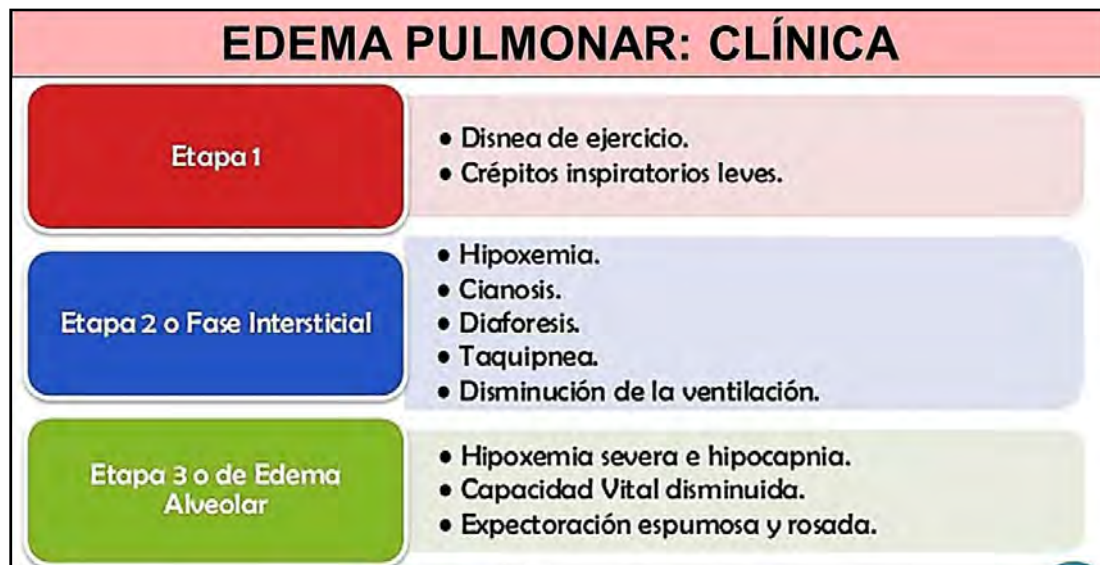 EDEMA PULMONAR: CLÍNICA
Etapa 1
• Disnea de ejercicio.
• Crépitos inspiratorios leves.
Etapa 2 o Fase Intersticial
• Hipoxemia.
• Cianosis.
• Diaforesis.
• Taquipnea.
• Disminución de la ventilación.
Etapa 3 o de Edema
Alveolar
• Hipoxemia severa e hipocapnia.
• Capacidad Vital disminuida.
• Expectoración espumosa y rosada.